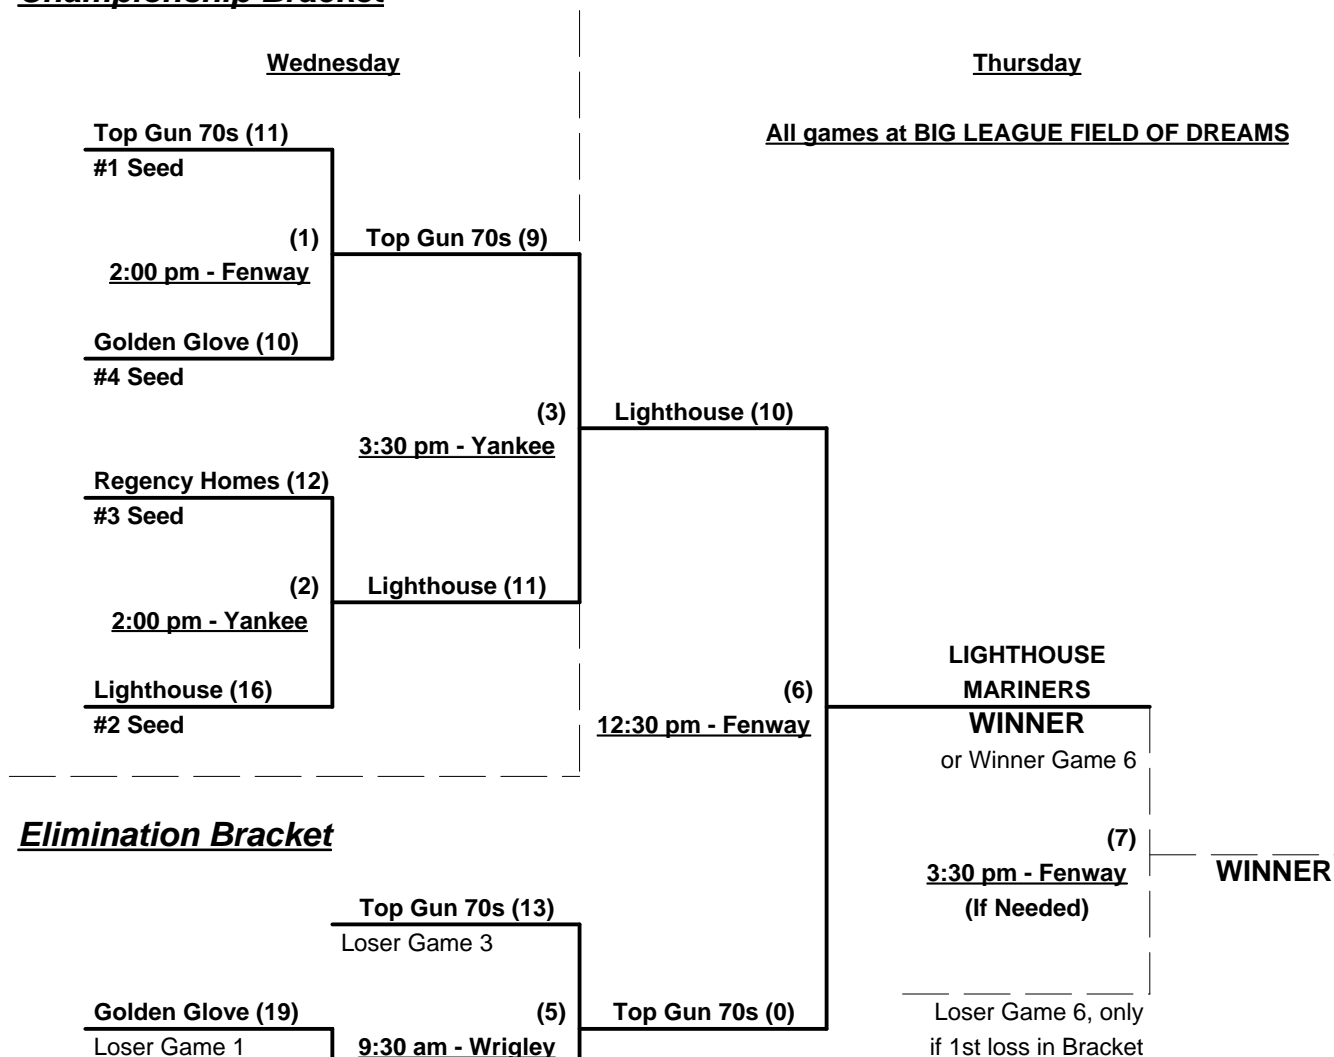 Championship Bracket
Wednesday
Thursday
Top Gun 70s (11)
All games at BIG LEAGUE FIELD OF DREAMS
#1 Seed
(1)
Top Gun 70s (9)
2:00 pm - Fenway
Golden Glove (10)
#4 Seed
(3)
Lighthouse (10)
3:30 pm - Yankee
Regency Homes (12)
#3 Seed
(2)
Lighthouse (11)
2:00 pm - Yankee
LIGHTHOUSE
MARINERS
Lighthouse (16)
(6)
#2 Seed
12:30 pm - Fenway
WINNER
or Winner Game 6
Elimination Bracket
(7)
3:30 pm - Fenway
WINNER
(If Needed)
Top Gun 70s (13)
Loser Game 3
Golden Glove (19)
(5)
Top Gun 70s (0)
Loser Game 6, only
Loser Game 1
9:30 am - Wrigley
if 1st loss in Bracket